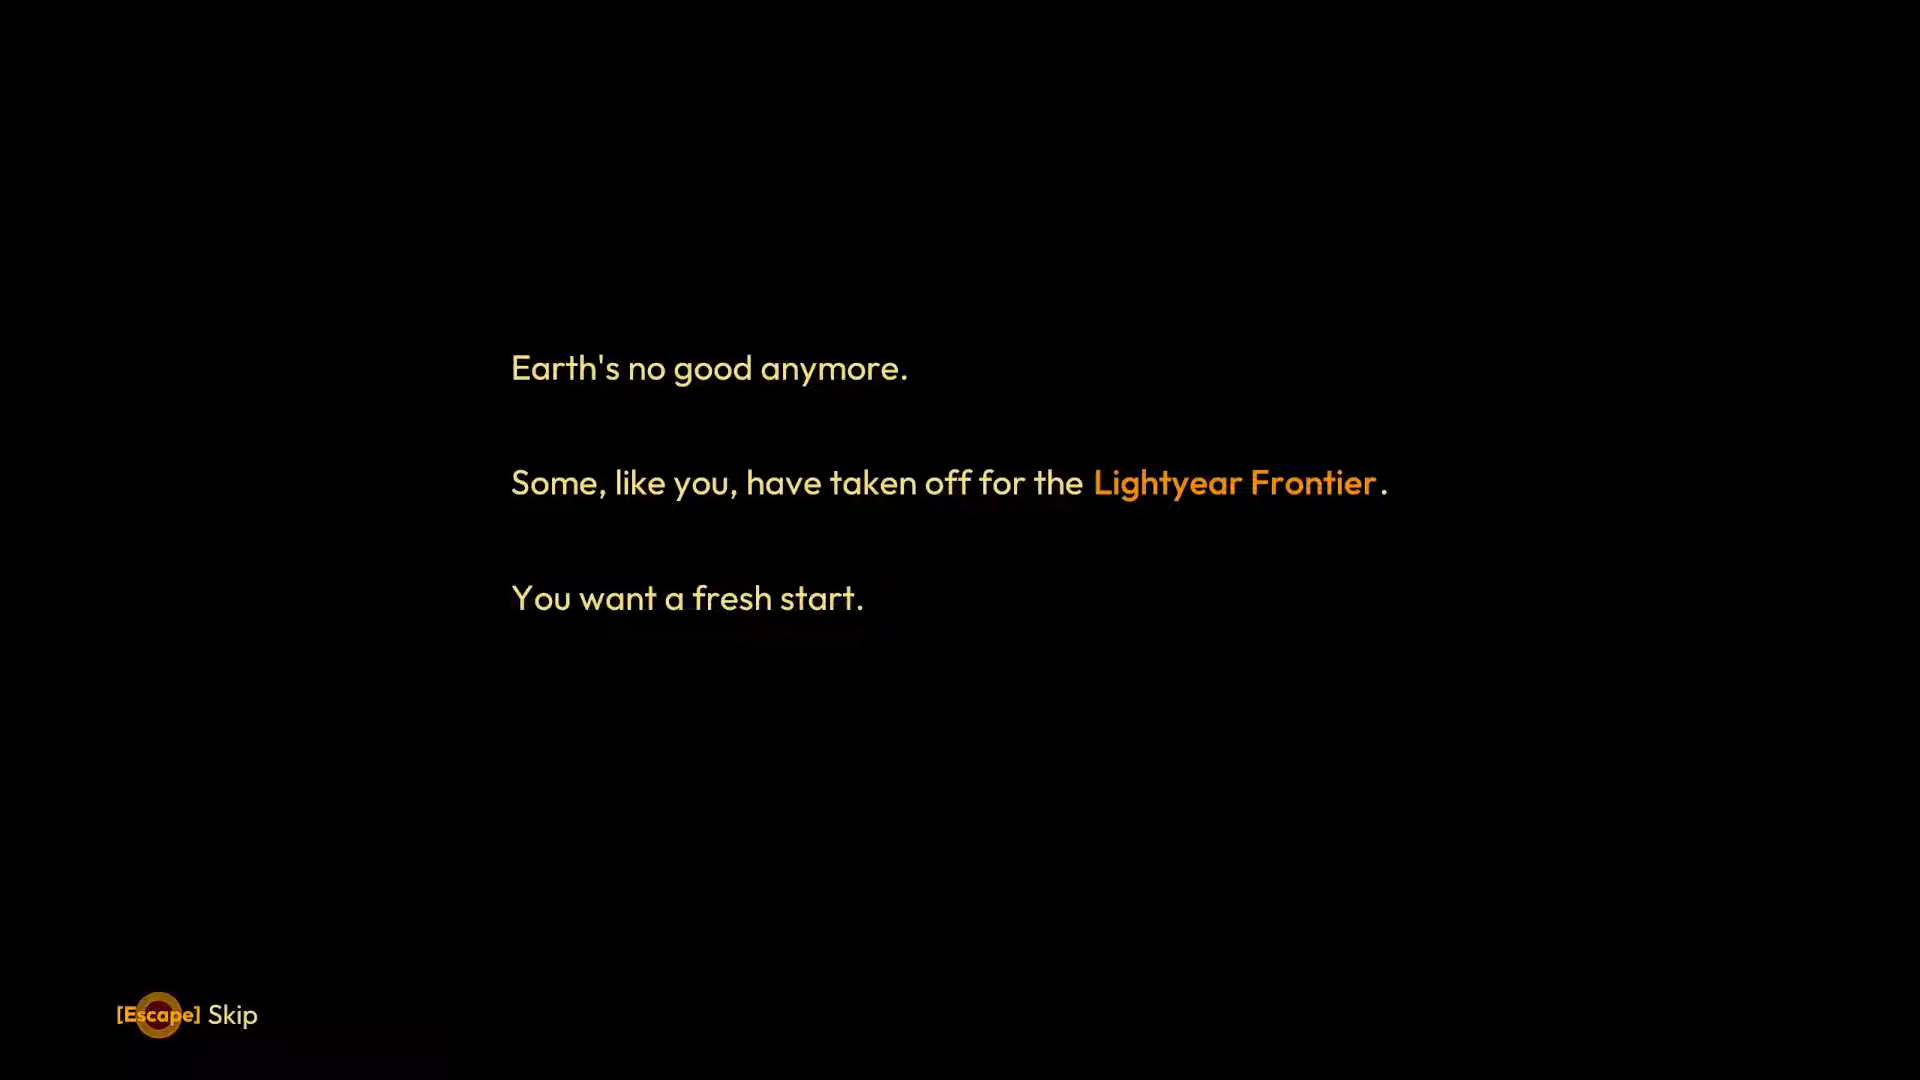 Earth's no good anymore.
Some, like you, have taken off for the Lightyear Frontier.
You want a fresh start.
[Escape] Skip